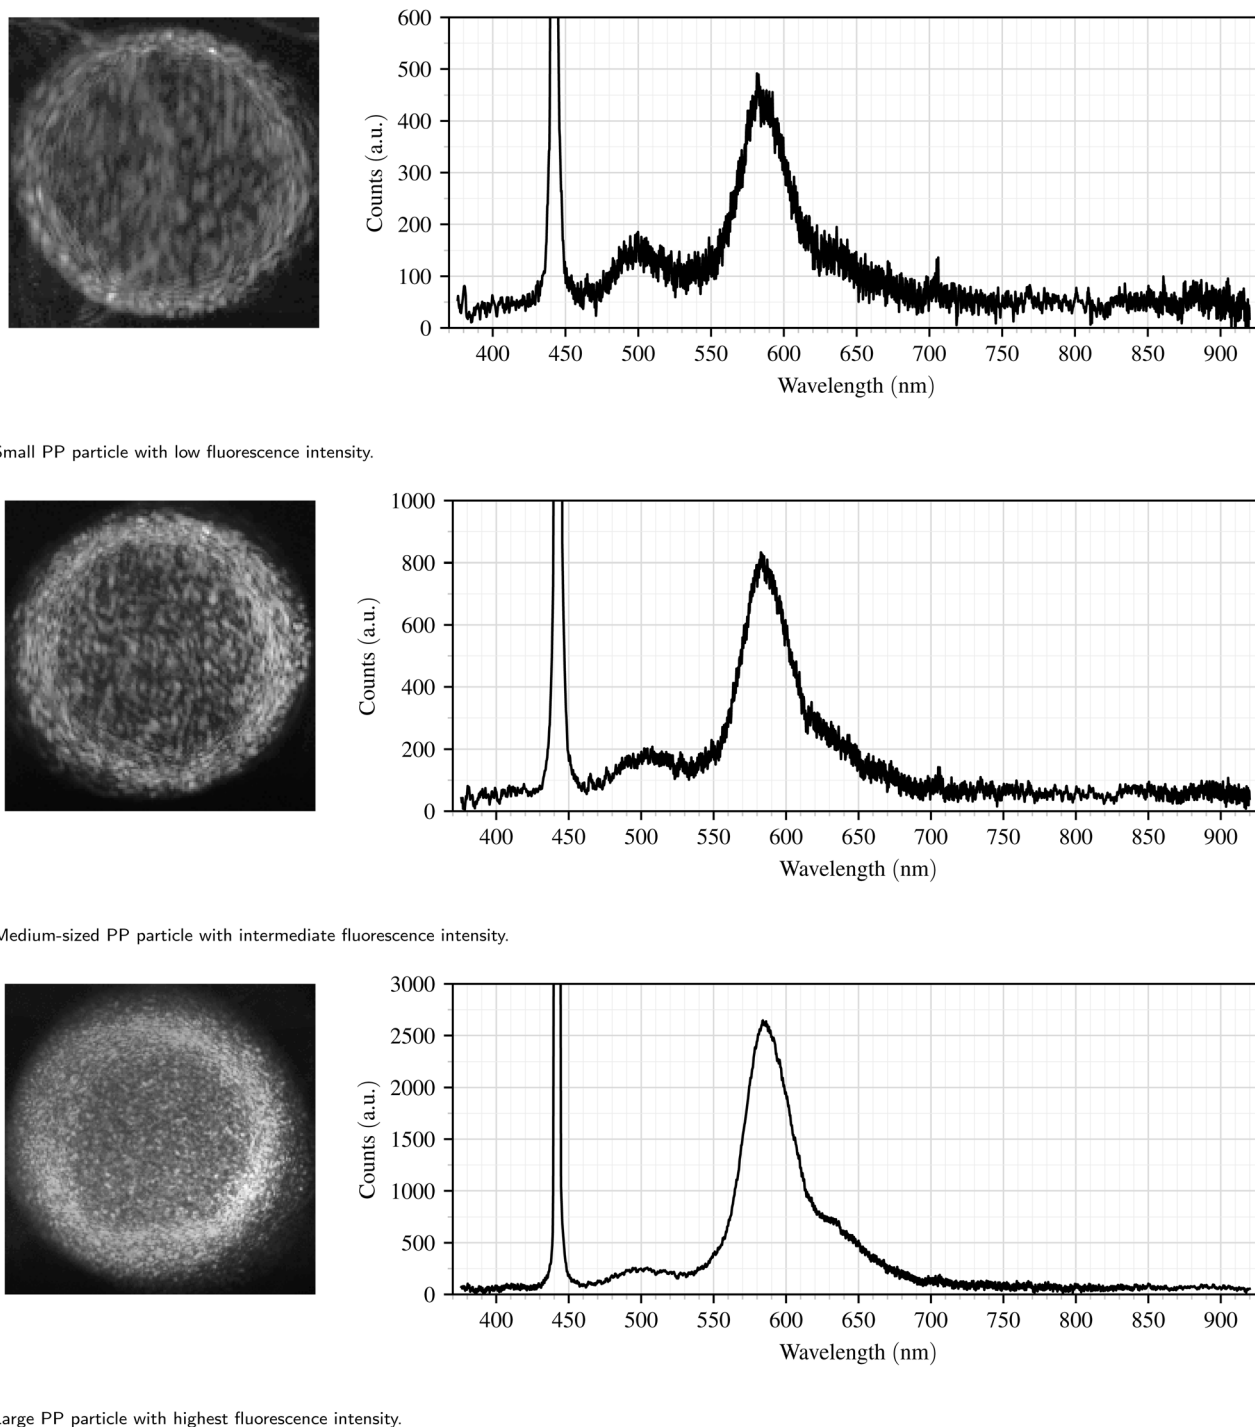 600
500
400
300
200
100
0
Counts (a.u.)
400 450 500 550 600 650 700 750 800 850 900
Wavelength (nm)
Small PP particle with low fluorescence intensity.
1000
800
600
400
200
0
Counts (a.u.)
400 450 500 550 600 650 700 750 800 850 900
Wavelength (nm)
Medium-sized PP particle with intermediate fluorescence intensity.
3000
2500
2000
1500
1000
500
0
Counts (a.u.)
400 450 500 550 600 650 700 750 800 850 900
Wavelength (nm)
Large PP particle with highest fluorescence intensity.